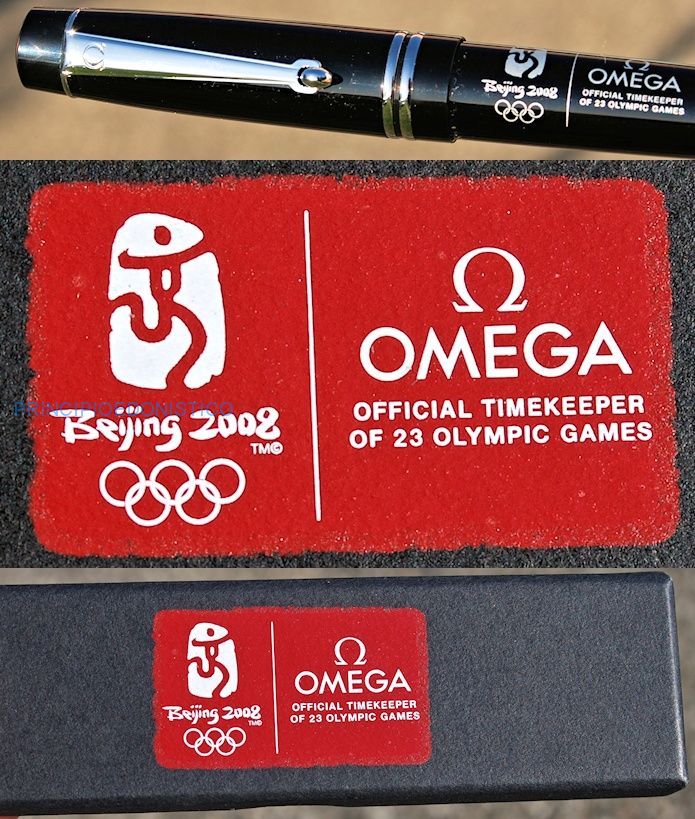 Beijing 2008
Ω
OMEGA
OFFICIAL TIMEKEEPER
OF 23 OLYMPIC GAMES
Beijing 2008
TM©
Ω
OMEGA
OFFICIAL TIMEKEEPER
OF 23 OLYMPIC GAMES
PRINCIPIOEDONISTICO
Beijing 2008
TM©
Ω
OMEGA
OFFICIAL TIMEKEEPER
OF 23 OLYMPIC GAMES